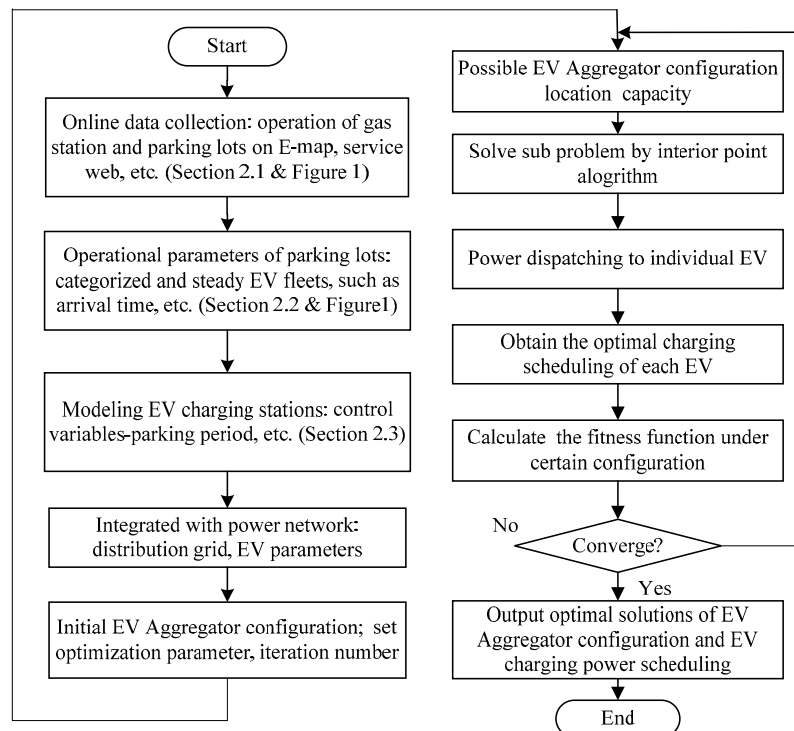 Start
Online data collection: operation of gas
station and parking lots on E-map, service
web, etc. (Section 2.1 & Figure 1)
Operational parameters of parking lots:
categorized and steady EV fleets, such as
arrival time, etc. (Section 2.2 & Figure1)
Modeling EV charging stations: control
variables-parking period, etc. (Section 2.3)
Integrated with power network:
distribution grid, EV parameters
Initial EV Aggregator configuration; set
optimization parameter, iteration number
Possible EV Aggregator configuration
location capacity
Solve sub problem by interior point
alogrithm
Power dispatching to individual EV
Obtain the optimal charging
scheduling of each EV
Calculate the fitness function under
certain configuration
No
Converge?
Yes
Output optimal solutions of EV
Aggregator configuration and EV
charging power scheduling
End